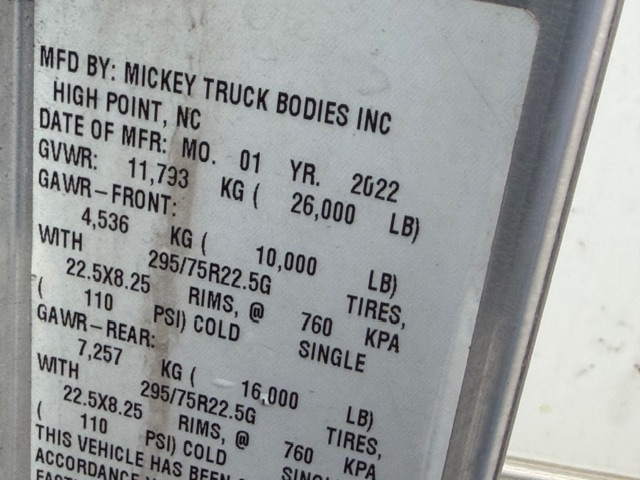 MFD BY: MICKEY TRUCK BODIES INC
HIGH POINT, NC
DATE OF MFR: MO. 01 YR. 2022
GVWR: 11,793 KG ( 26,000 LB)
GAWR-FRONT:
4,536 KG ( 10,000 LB)
WITH 295/75R22.5G TIRES,
22.5X8.25 RIMS, @ 760 KPA
( 110 PSI) COLD SINGLE
GAWR-REAR:
7,257 KG ( 16,000 LB)
WITH 295/75R22.5G TIRES,
22.5X8.25 RIMS, @ 760 KPA
( 110 PSI) COLD
THIS VEHICLE HAS BEEN
ACCORDANCE